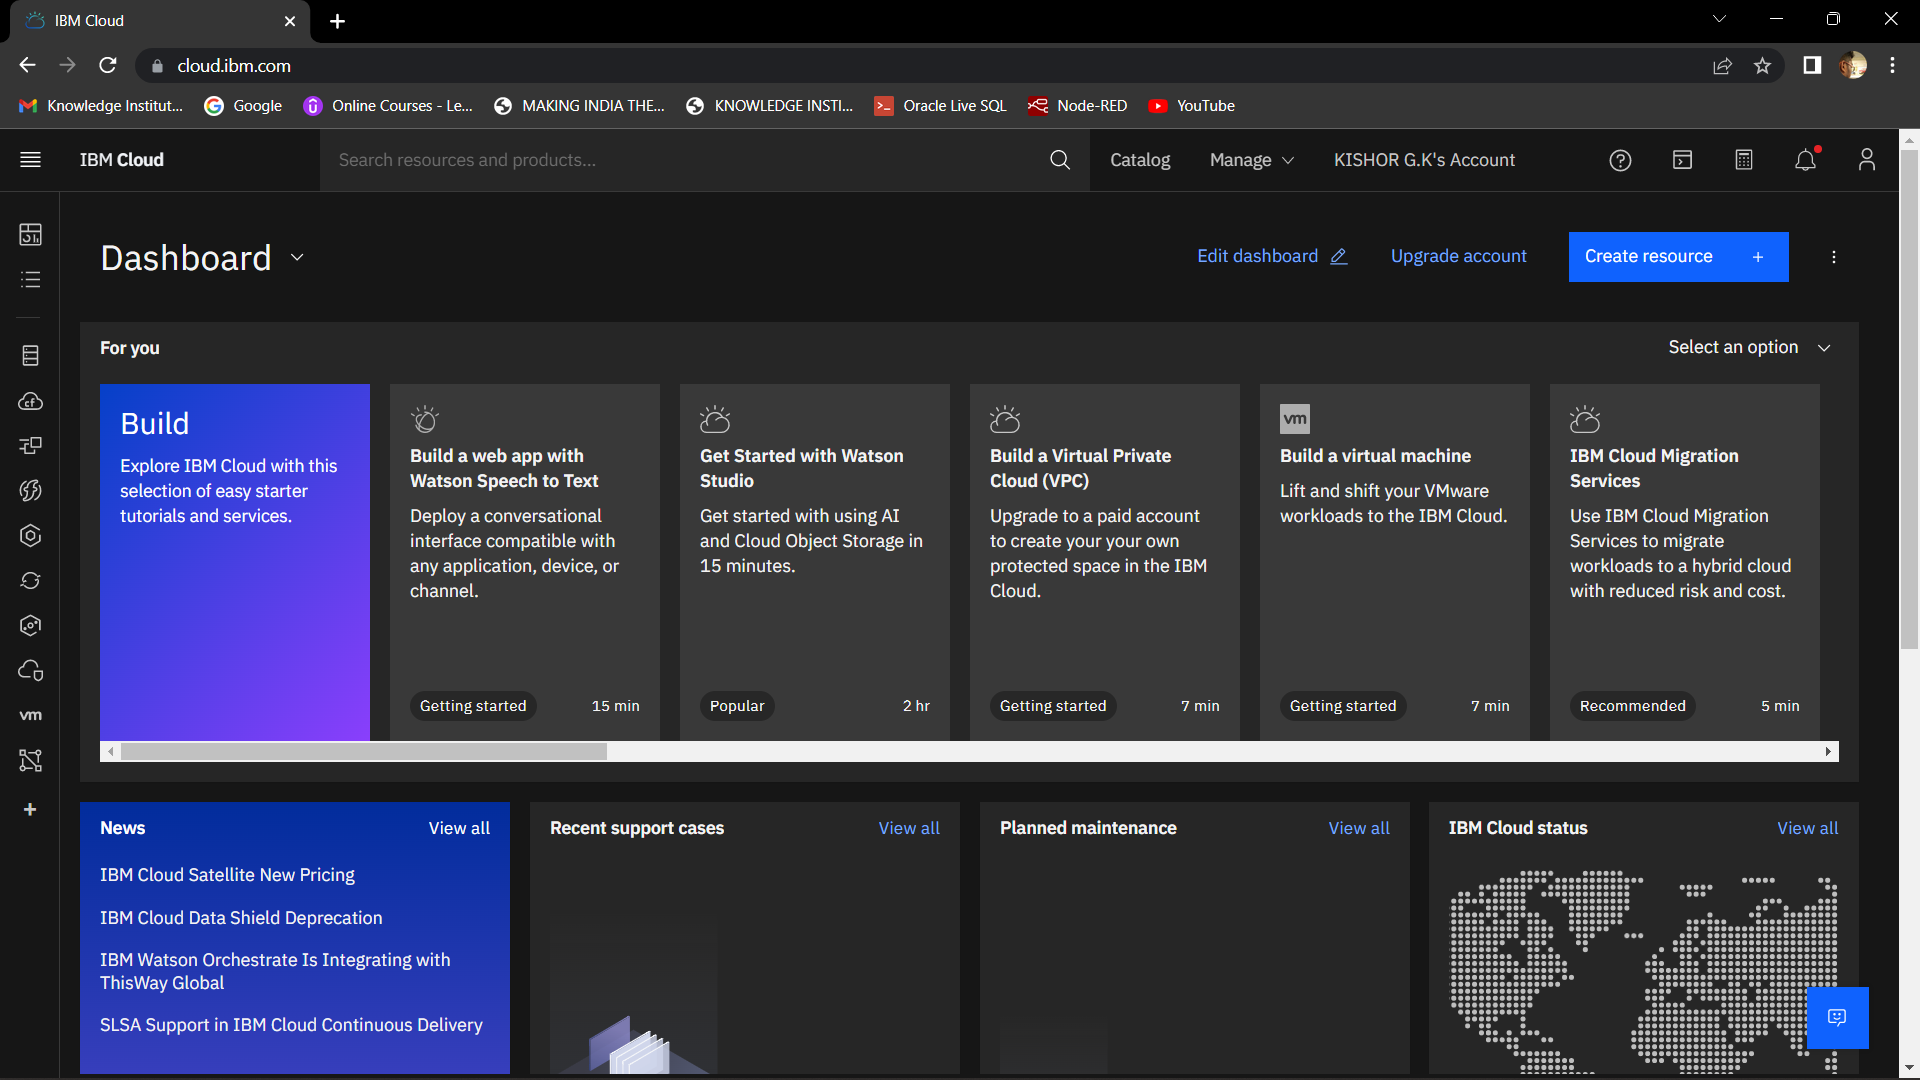 IBM Cloud
cloud.ibm.com
Knowledge Institut... Google Online Courses - Le... MAKING INDIA THE... KNOWLEDGE INSTI... Oracle Live SQL Node-RED YouTube
IBM Cloud Search resources and products... Catalog Manage KISHOR G.K's Account
Dashboard Edit dashboard Upgrade account Create resource +
For you Select an option
Build
Explore IBM Cloud with this
selection of easy starter
tutorials and services.
Build a web app with
Watson Speech to Text
Deploy a conversational
interface compatible with
any application, device, or
channel.
Getting started 15 min
Get Started with Watson
Studio
Get started with using AI
and Cloud Object Storage in
15 minutes.
Popular 2 hr
Build a Virtual Private
Cloud (VPC)
Upgrade to a paid account
to create your your own
protected space in the IBM
Cloud.
Getting started 7 min
vm
Build a virtual machine
Lift and shift your VMware
workloads to the IBM Cloud.
Getting started 7 min
IBM Cloud Migration
Services
Use IBM Cloud Migration
Services to migrate
workloads to a hybrid cloud
with reduced risk and cost.
Recommended 5 min
cf
vm
News View all
IBM Cloud Satellite New Pricing
IBM Cloud Data Shield Deprecation
IBM Watson Orchestrate Is Integrating with
ThisWay Global
SLSA Support in IBM Cloud Continuous Delivery
Recent support cases View all
Planned maintenance View all
IBM Cloud status View all